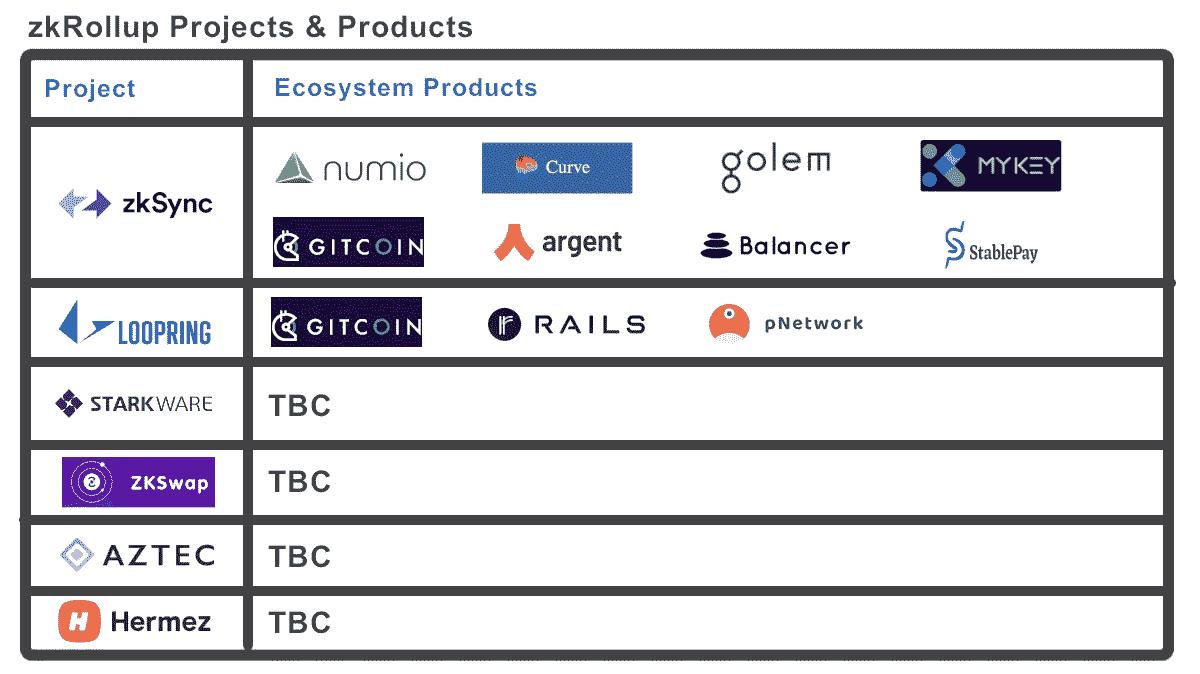 zkRollup Projects & Products
Project Ecosystem Products
zkSync
numio Curve golem MYKEY
GITCOIN argent Balancer StablePay
LOOPRING GITCOIN RAILS pNetwork
STARKWARE TBC
ZKSwap TBC
AZTEC TBC
H Hermez TBC